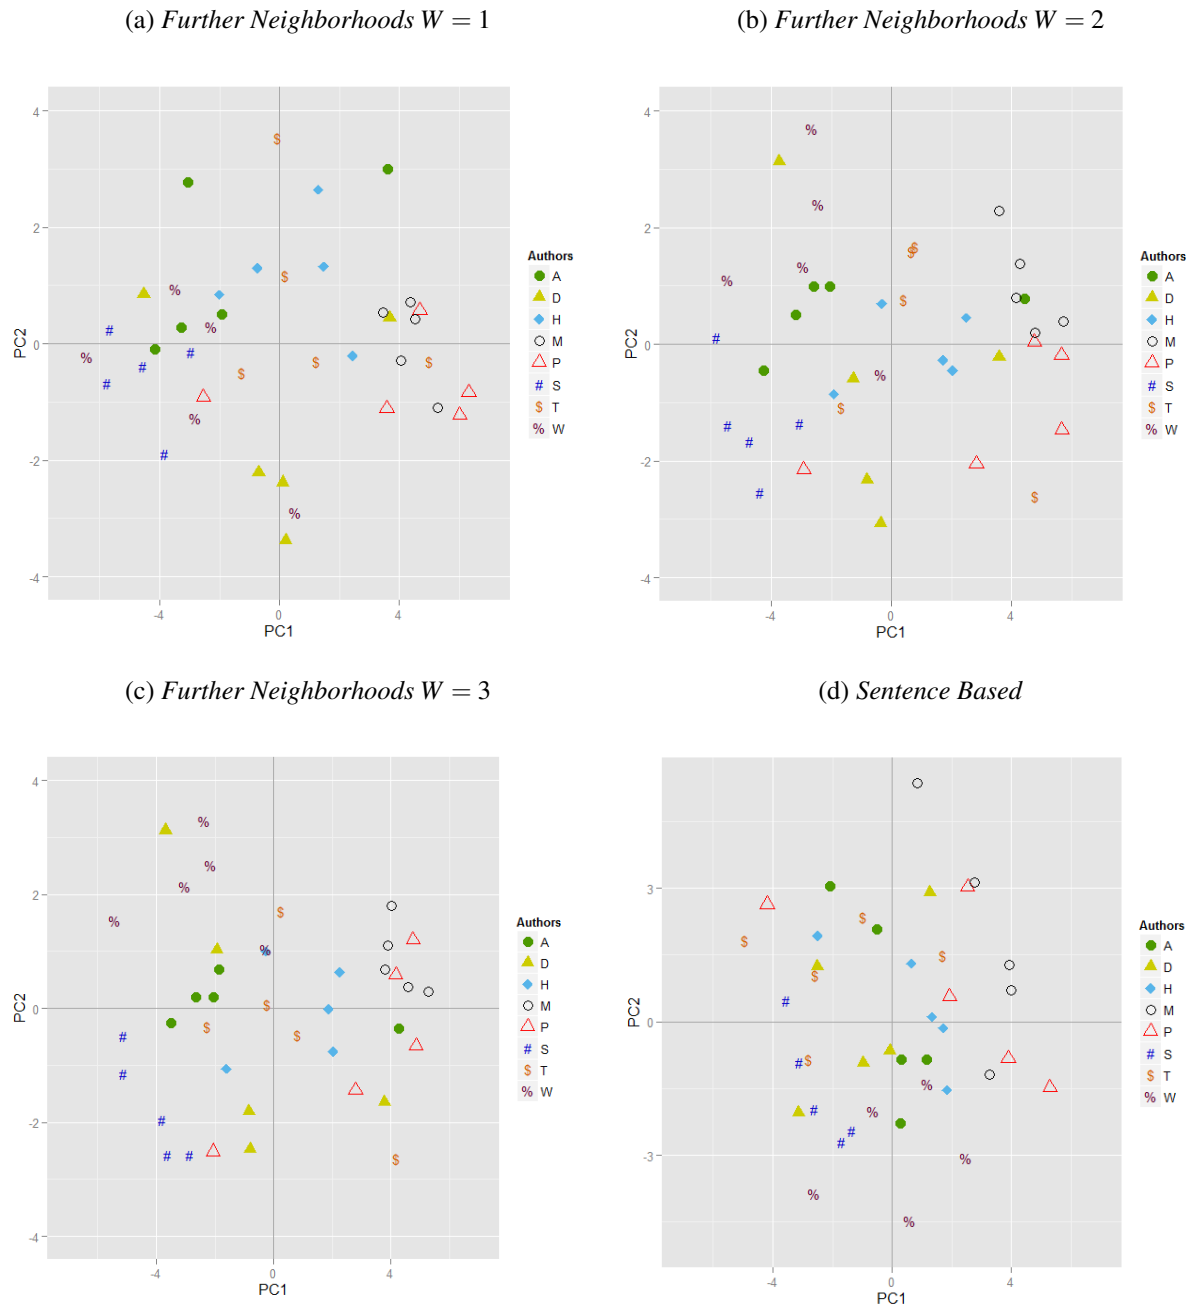 (a) Further Neighborhoods W = 1
(b) Further Neighborhoods W = 2
4
2
0
-2
-4
PC2
-4
0
4
PC1
Authors
A
D
H
M
P
# S
$ T
% W
4
2
0
-2
-4
PC2
-4
0
4
PC1
Authors
A
D
H
M
P
# S
$ T
% W
(c) Further Neighborhoods W = 3
(d) Sentence Based
4
2
0
-2
-4
PC2
-4
0
4
PC1
Authors
A
D
H
M
P
# S
$ T
% W
3
0
-3
PC2
-4
0
4
PC1
Authors
A
D
H
M
P
# S
$ T
% W